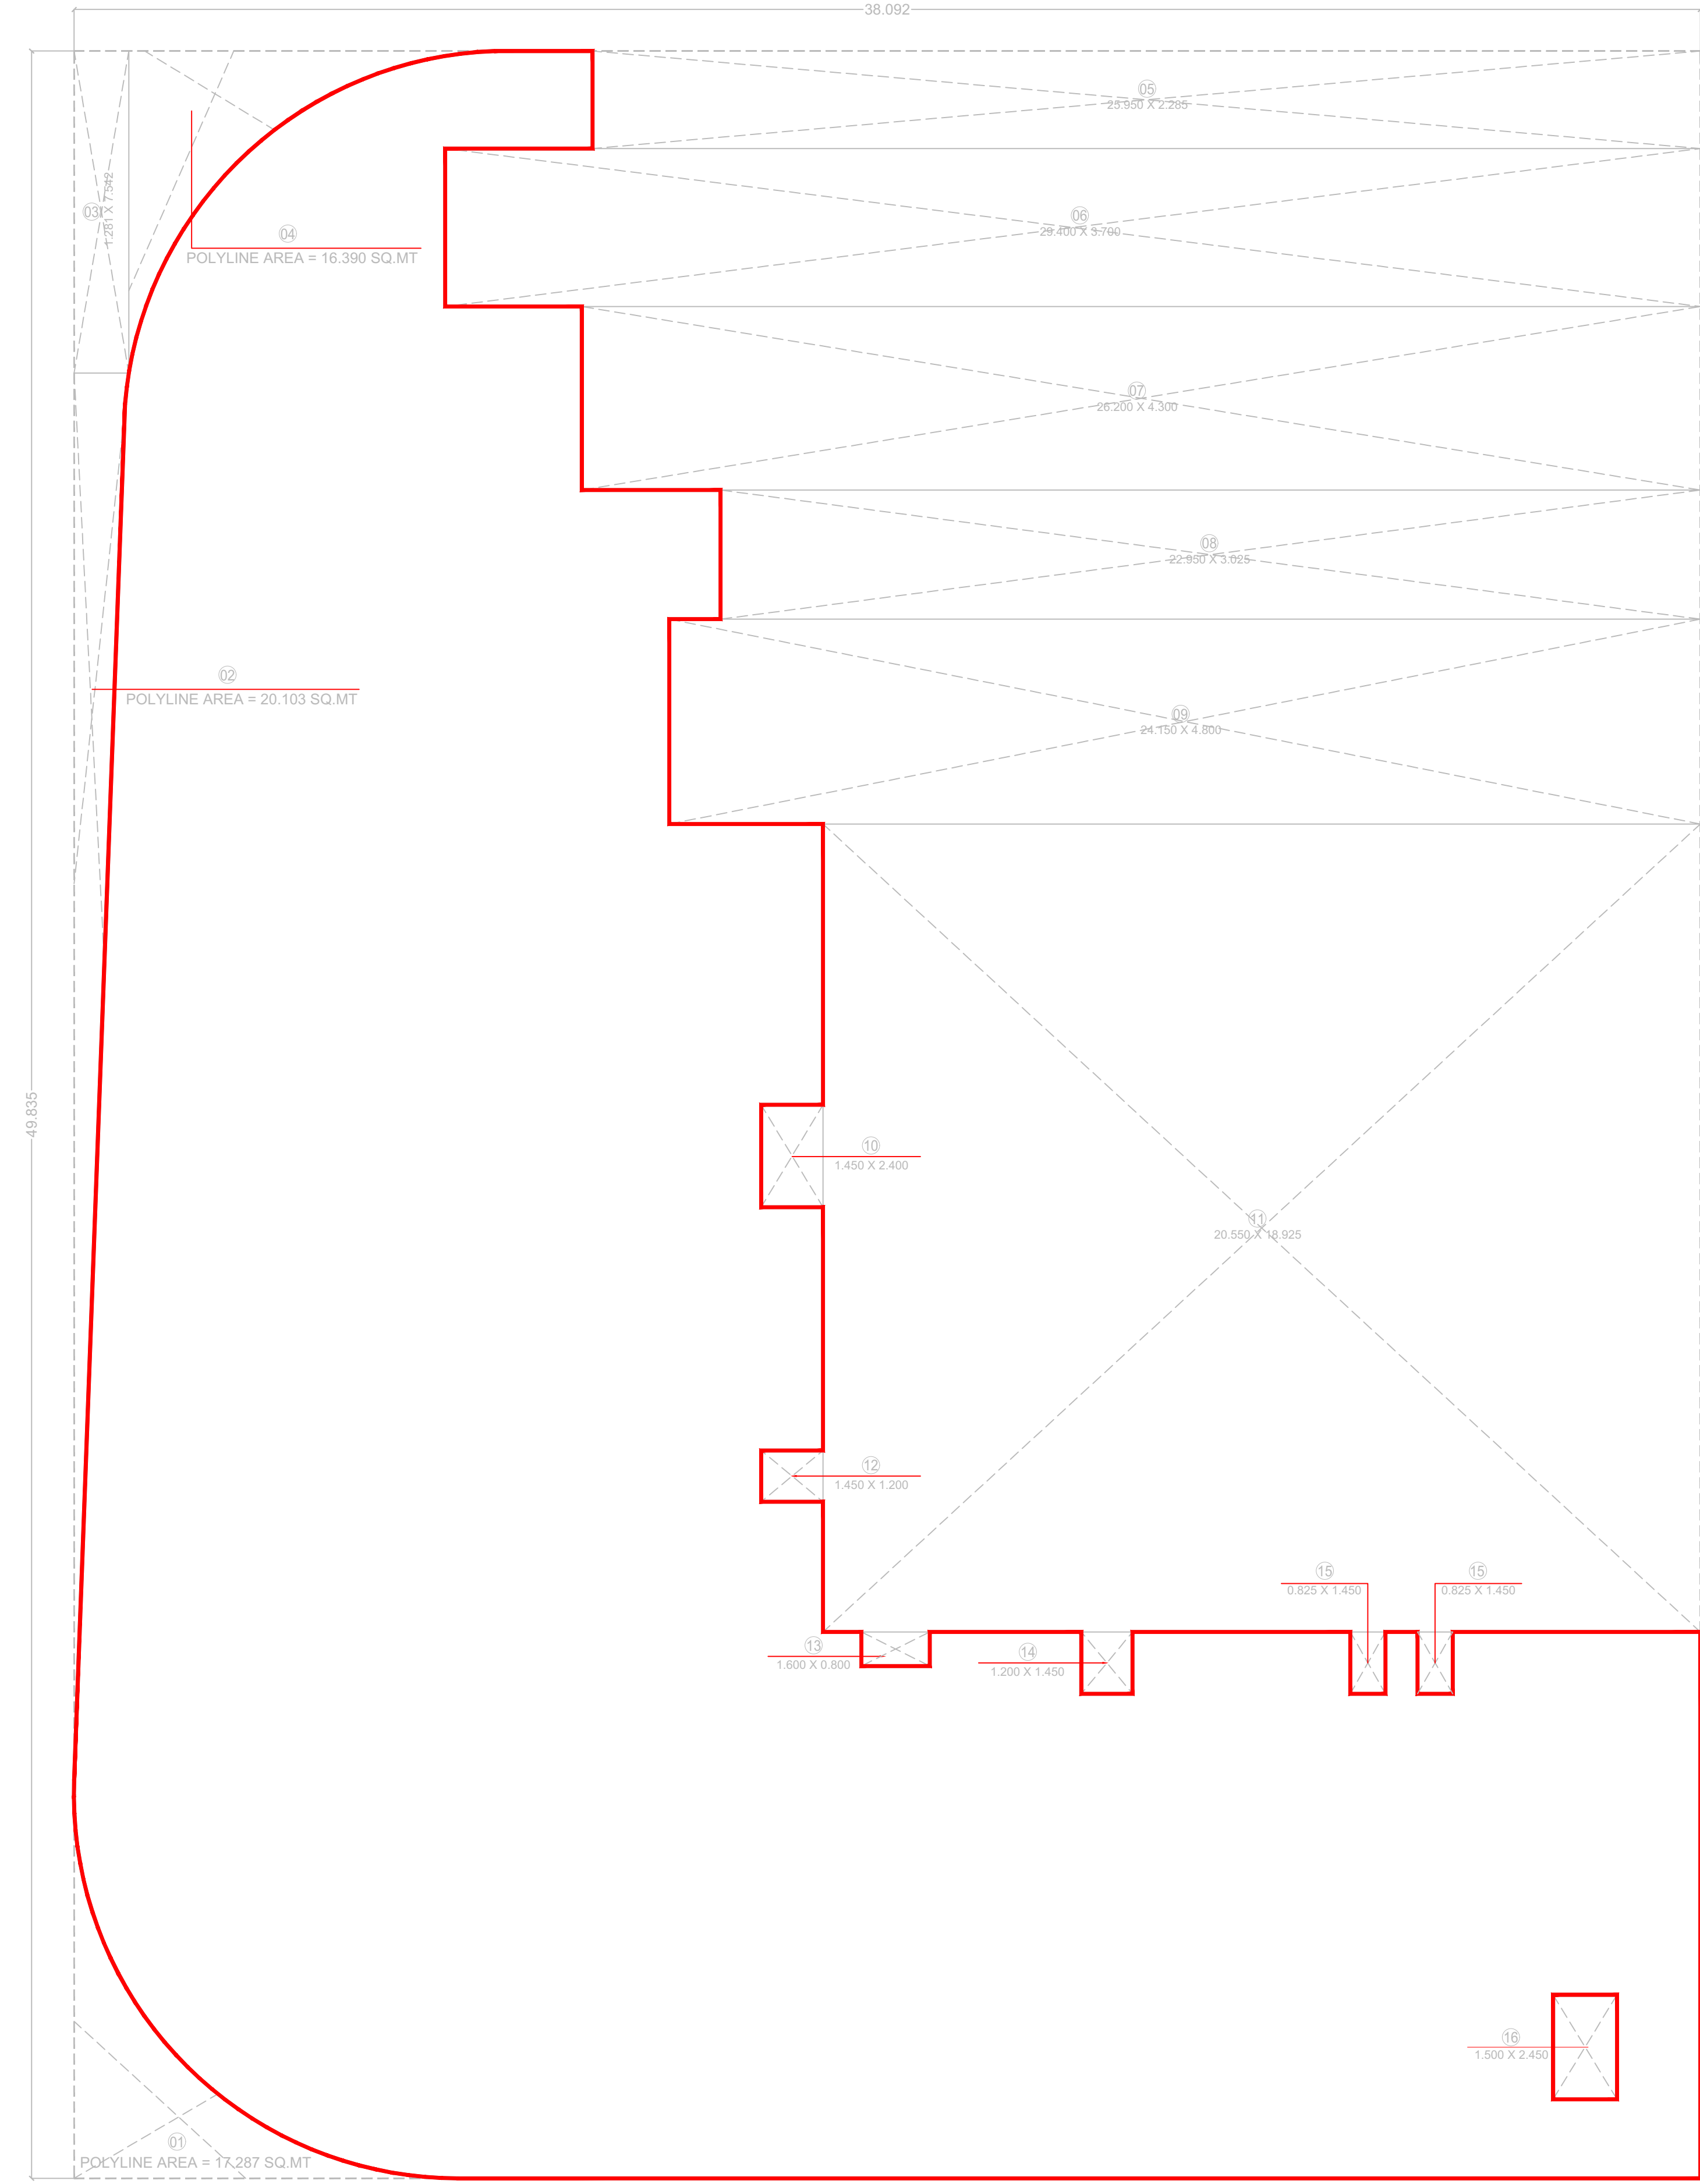 38.092
05
25.950 X 2.285
03
1.281 X 7.542
06
29.400 X 3.700
04
POLYLINE AREA = 16.390 SQ.MT
07
26.200 X 4.300
08
22.950 X 3.025
02
POLYLINE AREA = 20.103 SQ.MT
09
24.150 X 4.800
49.835
10
1.450 X 2.400
11
20.550 X 18.925
12
1.450 X 1.200
15
0.825 X 1.450
15
0.825 X 1.450
13
1.600 X 0.800
14
1.200 X 1.450
16
1.500 X 2.450
01
POLYLINE AREA = 17.287 SQ.MT